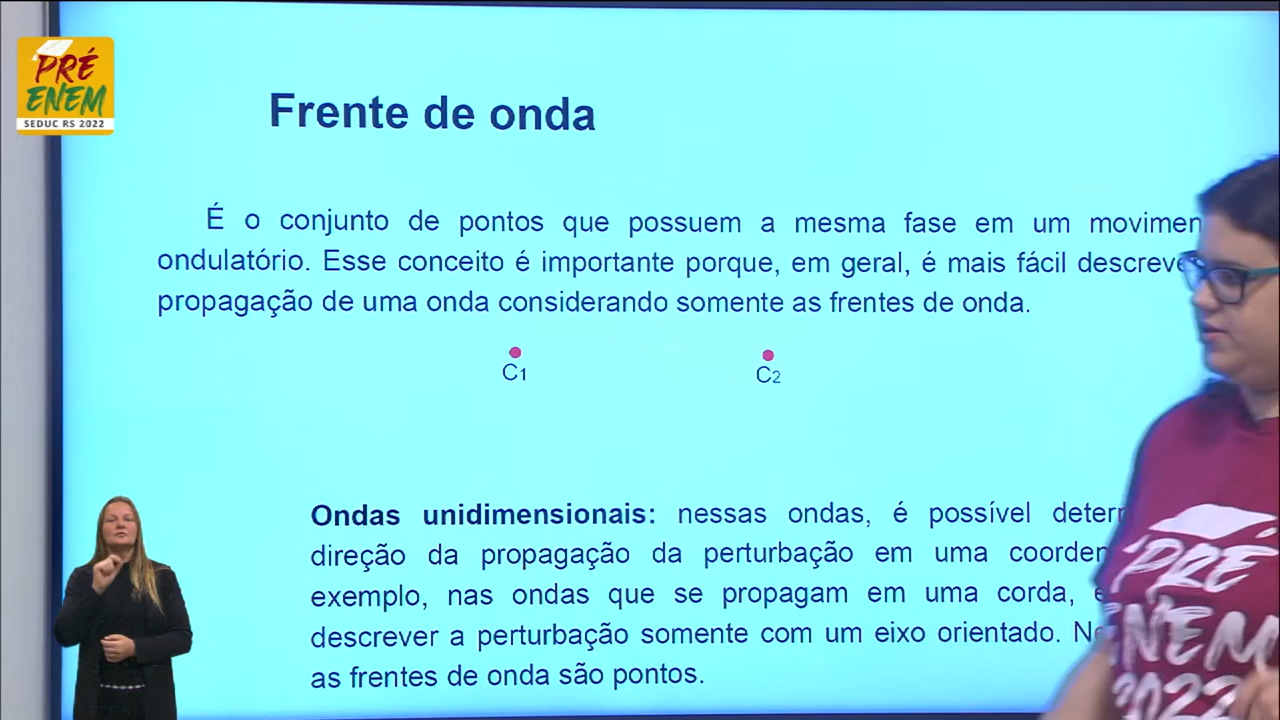 PRÉ
ENEM
SEDUC RS 2022
Frente de onda
É o conjunto de pontos que possuem a mesma fase em um movimen
ondulatório. Esse conceito é importante porque, em geral, é mais fácil descreve
propagação de uma onda considerando somente as frentes de onda.
C1
C2
Ondas unidimensionais: nessas ondas, é possível deter
direção da propagação da perturbação em uma coorden
exemplo, nas ondas que se propagam em uma corda,
descrever a perturbação somente com um eixo orientado.
as frentes de onda são pontos.
PRÉ
ENEM
2022